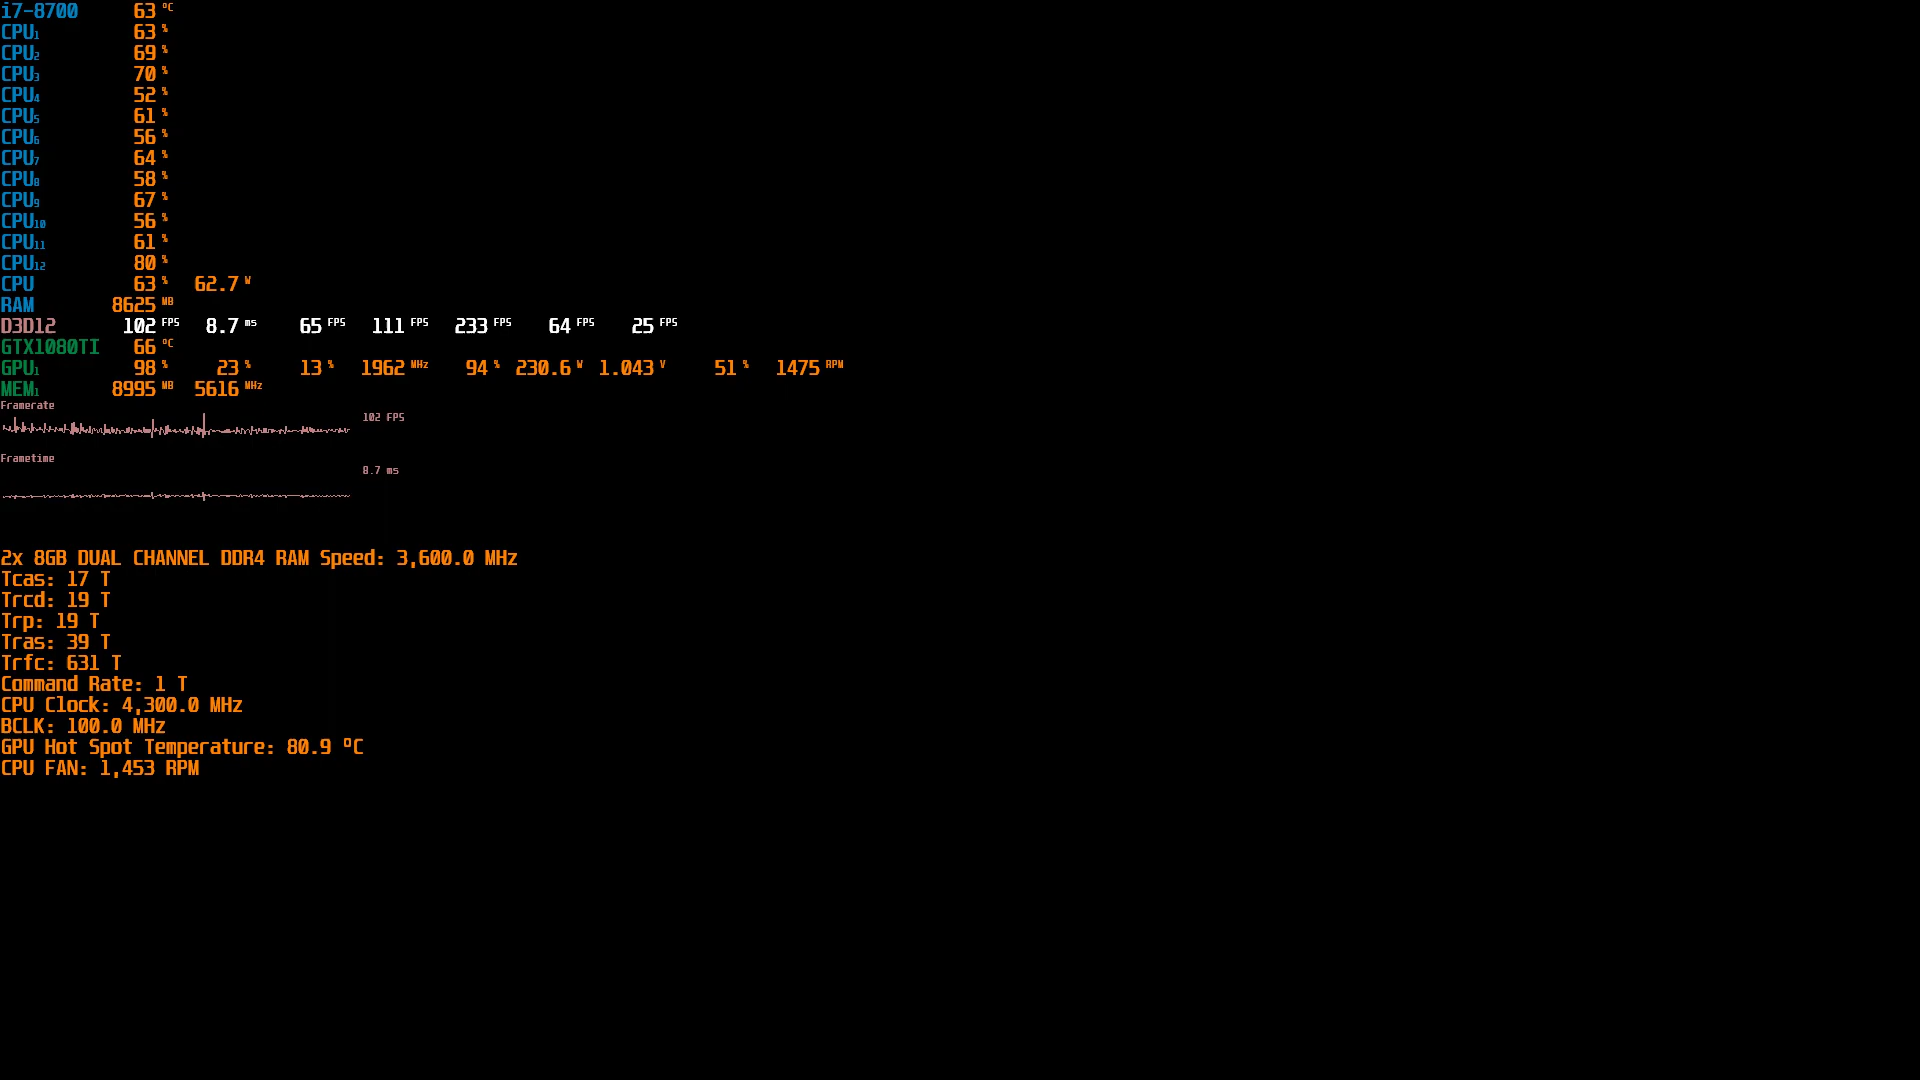 i7-8700 63 °C
CPU1 63 %
CPU2 69 %
CPU3 70 %
CPU4 52 %
CPU5 61 %
CPU6 56 %
CPU7 64 %
CPU8 58 %
CPU9 67 %
CPU10 56 %
CPU11 61 %
CPU12 80 %
CPU 63 % 62.7 W
RAM 8625 MB
D3D12 102 FPS 8.7 ms 65 FPS 111 FPS 233 FPS 64 FPS 25 FPS
GTX1080TI 66 °C
GPU1 98 % 23 % 13 % 1962 MHz 94 % 230.6 W 1.043 V 51 % 1475 RPM
MEM1 8995 MB 5616 MHz
Framerate
102 FPS
Frametime
8.7 ms
2x 8GB DUAL CHANNEL DDR4 RAM Speed: 3,600.0 MHz
Tcas: 17 T
Trcd: 19 T
Trp: 19 T
Tras: 39 T
Trfc: 631 T
Command Rate: 1 T
CPU Clock: 4,300.0 MHz
BCLK: 100.0 MHz
GPU Hot Spot Temperature: 80.9 °C
CPU FAN: 1,453 RPM